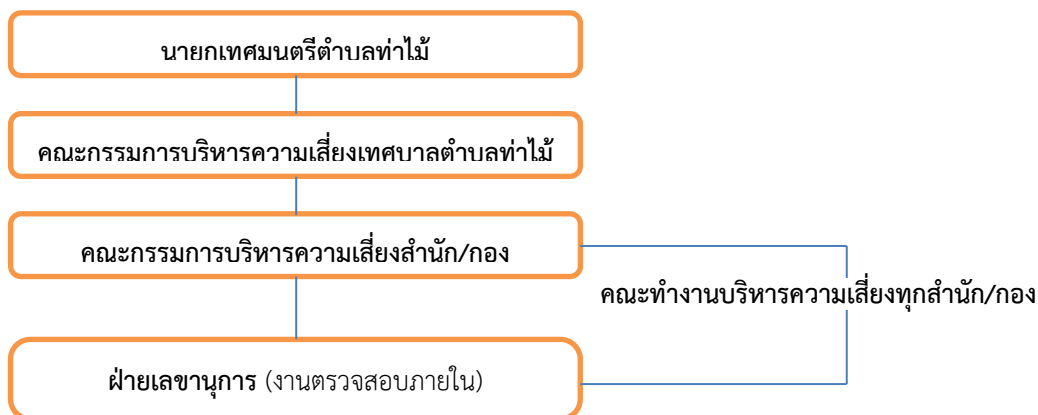 นายกเทศมนตรีตำบลท่าไม้
คณะกรรมการบริหารความเสี่ยงเทศบาลตำบลท่าไม้
คณะกรรมการบริหารความเสี่ยงสำนัก/กอง
คณะทำงานบริหารความเสี่ยงทุกสำนัก/กอง
ฝ่ายเลขานุการ (งานตรวจสอบภายใน)